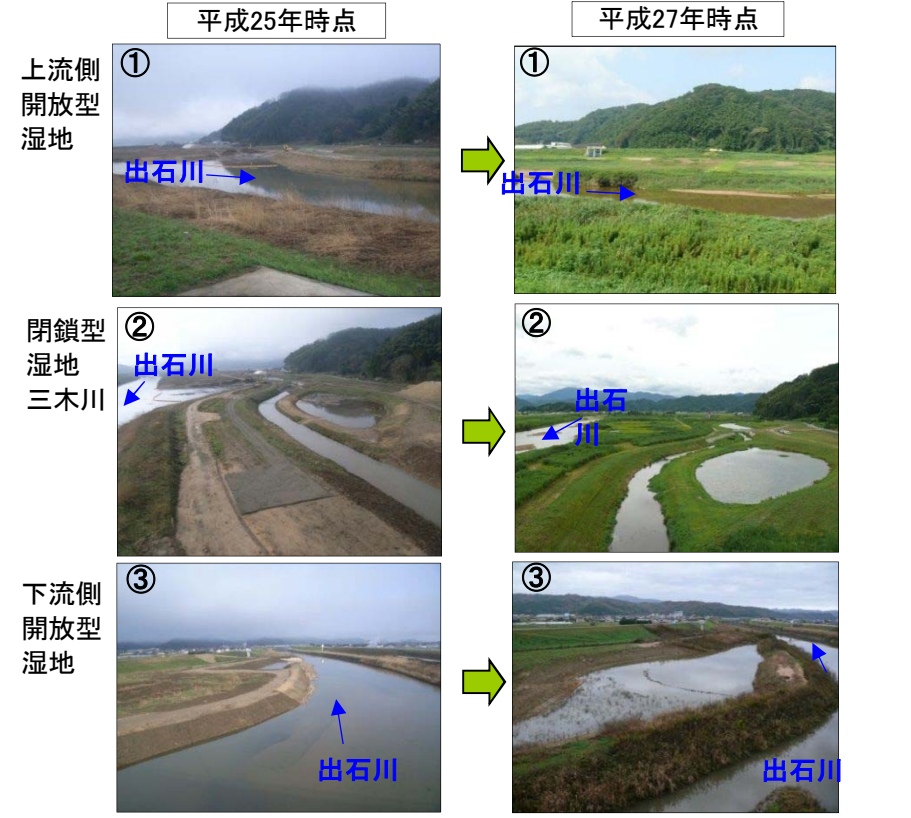 平成25年時点
平成27年時点
上流側
開放型
湿地
①
出石川
①
出石川
閉鎖型
湿地
三木川
②
出石川
②
出石
川
下流側
開放型
湿地
③
出石川
③
出石川